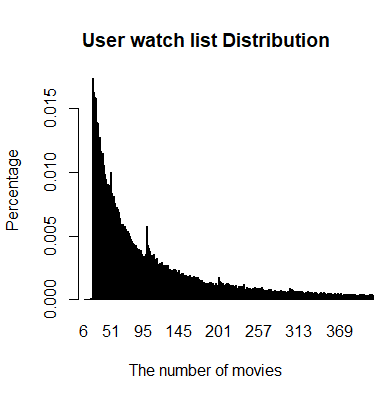 User watch list Distribution
Percentage
0.015
0.010
0.005
0.000
6 51 95 145 201 257 313 369
The number of movies